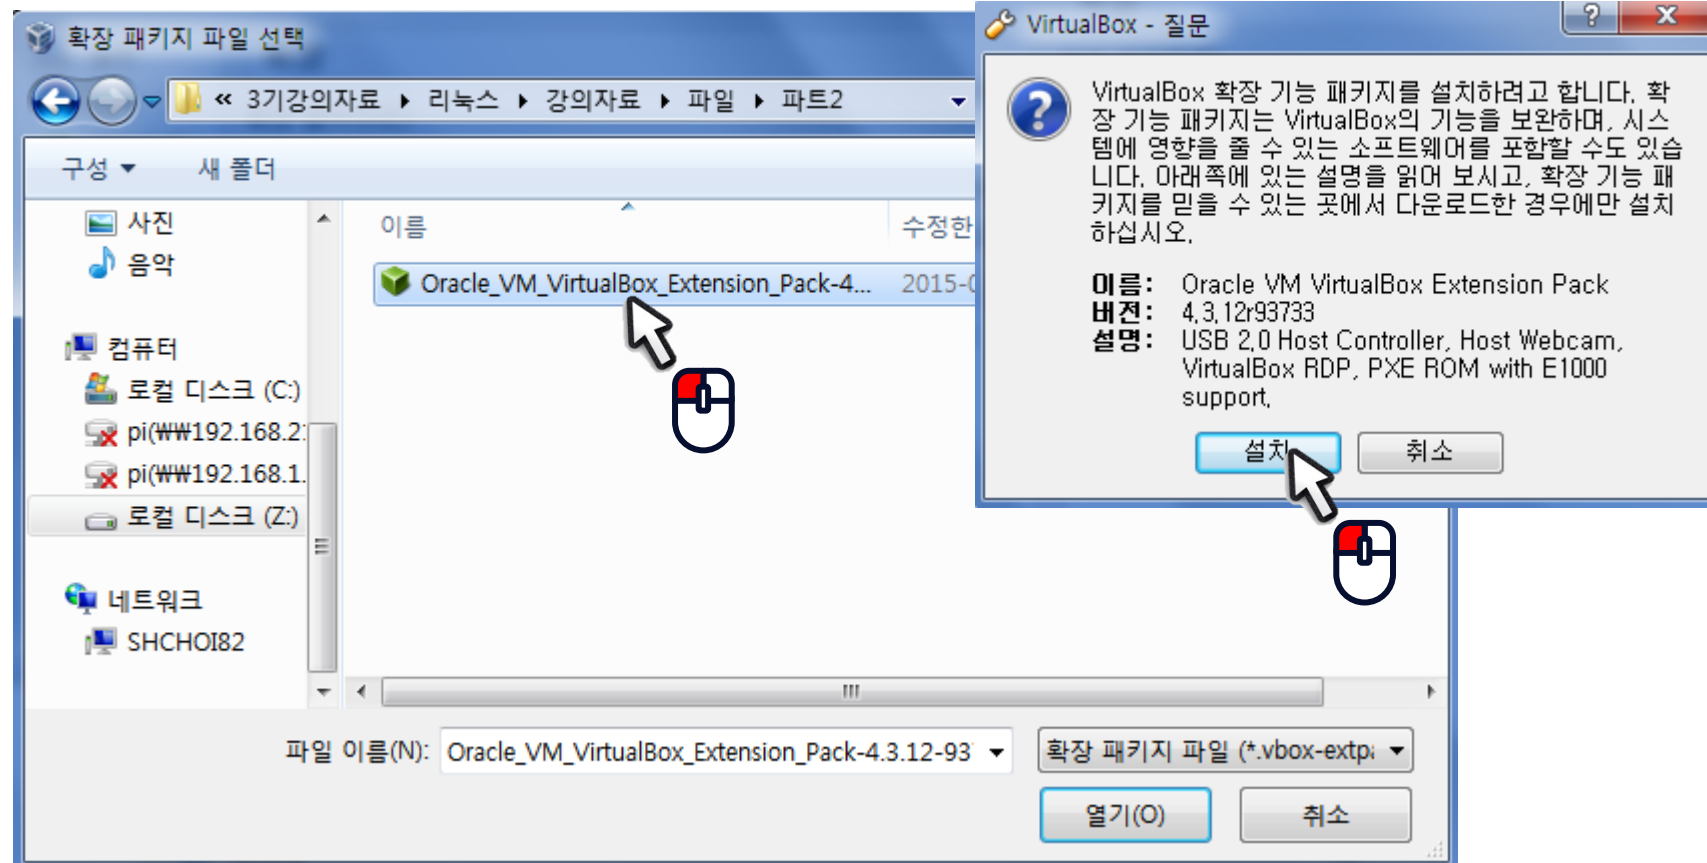 확장 패키지 파일 선택
« 3기강의자료 ▸ 리눅스 ▸ 강의자료 ▸ 파일 ▸ 파트2
구성 새 폴더
사진
음악
컴퓨터
로컬 디스크 (C:)
pi(₩₩192.168.2
pi(₩₩192.168.1.
로컬 디스크 (Z:)
네트워크
SHCHOI82
이름 수정한
Oracle_VM_VirtualBox_Extension_Pack-4... 2015-0
파일 이름(N): Oracle_VM_VirtualBox_Extension_Pack-4.3.12-93
확장 패키지 파일 (*.vbox-extp
열기(O) 취소
VirtualBox - 질문
VirtualBox 확장 기능 패키지를 설치하려고 합니다. 확
장 기능 패키지는 VirtualBox의 기능을 보완하며, 시스
템에 영향을 줄 수 있는 소프트웨어를 포함할 수도 있습
니다. 아래쪽에 있는 설명을 읽어 보시고, 확장 기능 패
키지를 믿을 수 있는 곳에서 다운로드한 경우에만 설치
하십시오.
이름: Oracle VM VirtualBox Extension Pack
버전: 4.3.12r93733
설명: USB 2.0 Host Controller, Host Webcam,
VirtualBox RDP, PXE ROM with E1000
support.
설치 취소